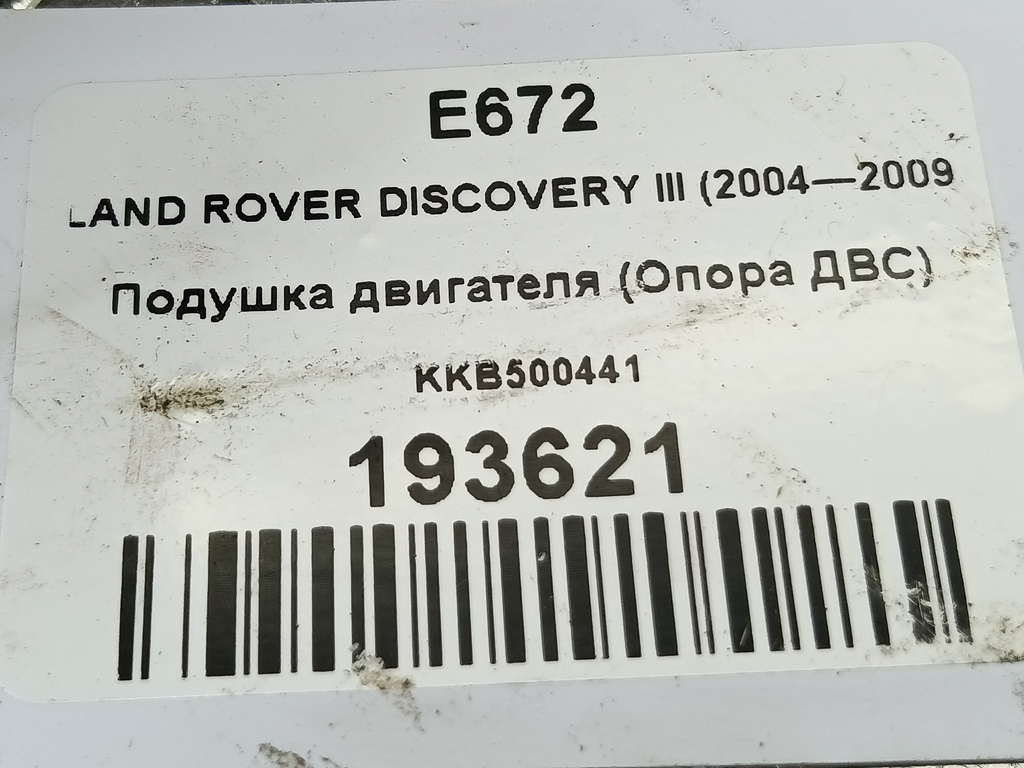 E672
LAND ROVER DISCOVERY III (2004—2009
Подушка двигателя (Опора ДВС)
KKB500441
193621